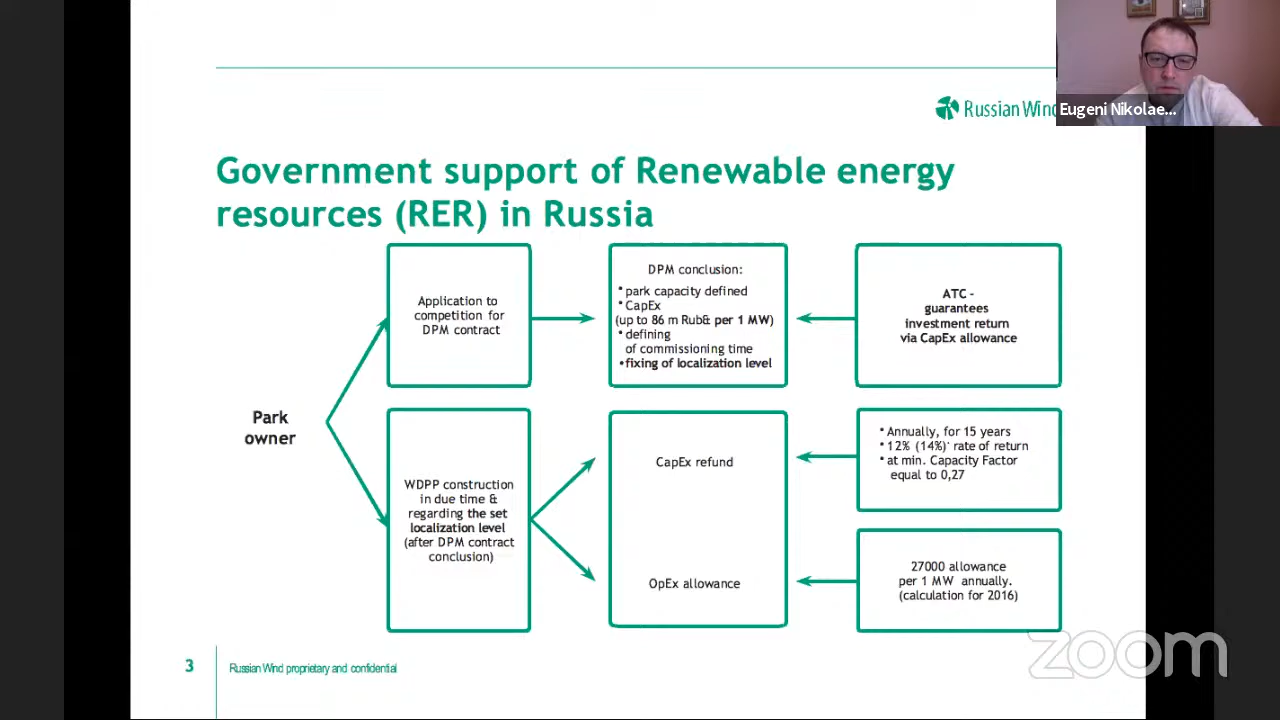 Russian Wind
Eugeni Nikolae...
Government support of Renewable energy
resources (RER) in Russia
Park
owner
Application to
competition for
DPM contract
DPM conclusion:
• park capacity defined
• CapEx
(up to 86 m Rub& per 1 MW)
• defining
of commissioning time
• fixing of localization level
ATC -
guarantees
investment return
via CapEx allowance
WDPP construction
in due time &
regarding the set
localization level
(after DPM contract
conclusion)
CapEx refund
OpEx allowance
• Annually, for 15 years
• 12% (14%)* rate of return
• at min. Capacity Factor
equal to 0,27
27000 allowance
per 1 MW annually.
(calculation for 2016)
3
Russian Wind proprietary and confidential
zoom